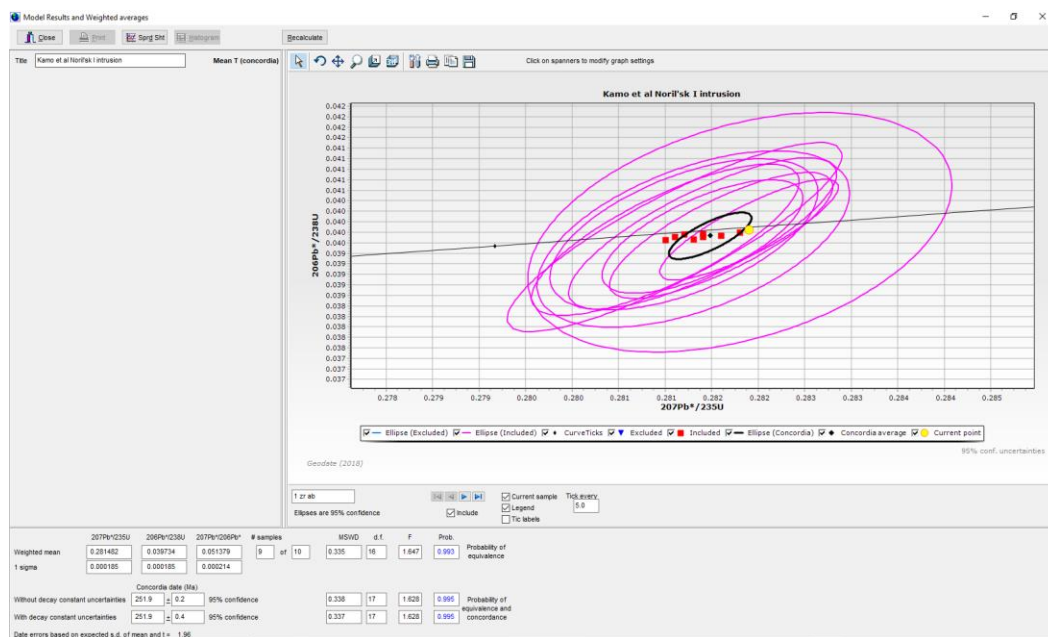 Model Results and Weighted averages
Close Print Sprd Sht Histogram Recalculate
Title Kamo et al Noril'sk I intrusion Mean T (concordia)
Click on spanners to modify graph settings
Kamo et al Noril'sk I intrusion
0.042
0.042
0.042
0.042
0.041
0.041
0.041
0.041
0.040
0.040
0.040
0.040
0.040
0.040
0.039
0.039
0.039
0.039
0.038
0.038
0.038
0.038
0.037
0.037
206Pb*/238U
0.278 0.279 0.279 0.280 0.280 0.281 0.281 0.282 0.282 0.283 0.283 0.284 0.284 0.285
207Pb*/235U
Ellipse (Excluded) Ellipse (Included) CurveTicks Excluded Included Ellipse (Concordia) Concordia average Current point
95% conf. uncertainties
Geodate (2018)
1 zr ab
Ellipses are 95% confidence
Include
Current sample
Legend
Tic labels
Tick every
5.0
207Pb*/235U 206Pb*/238U 207Pb*/206Pb* # samples MSWD d.f. F Prob.
Weighted mean 0.281482 0.039734 0.051379 9 of 10 0.335 16 1.647 0.993 Probability of equivalence
1 sigma 0.000185 0.000185 0.000214
Concordia date (Ma)
Without decay constant uncertainties 251.9 ± 0.2 95% confidence 0.338 17 1.628 0.995 Probability of
equivalence and
With decay constant uncertainties 251.9 ± 0.4 95% confidence 0.337 17 1.628 0.995 concordance
Date errors based on expected s.d. of mean and t = 1.96